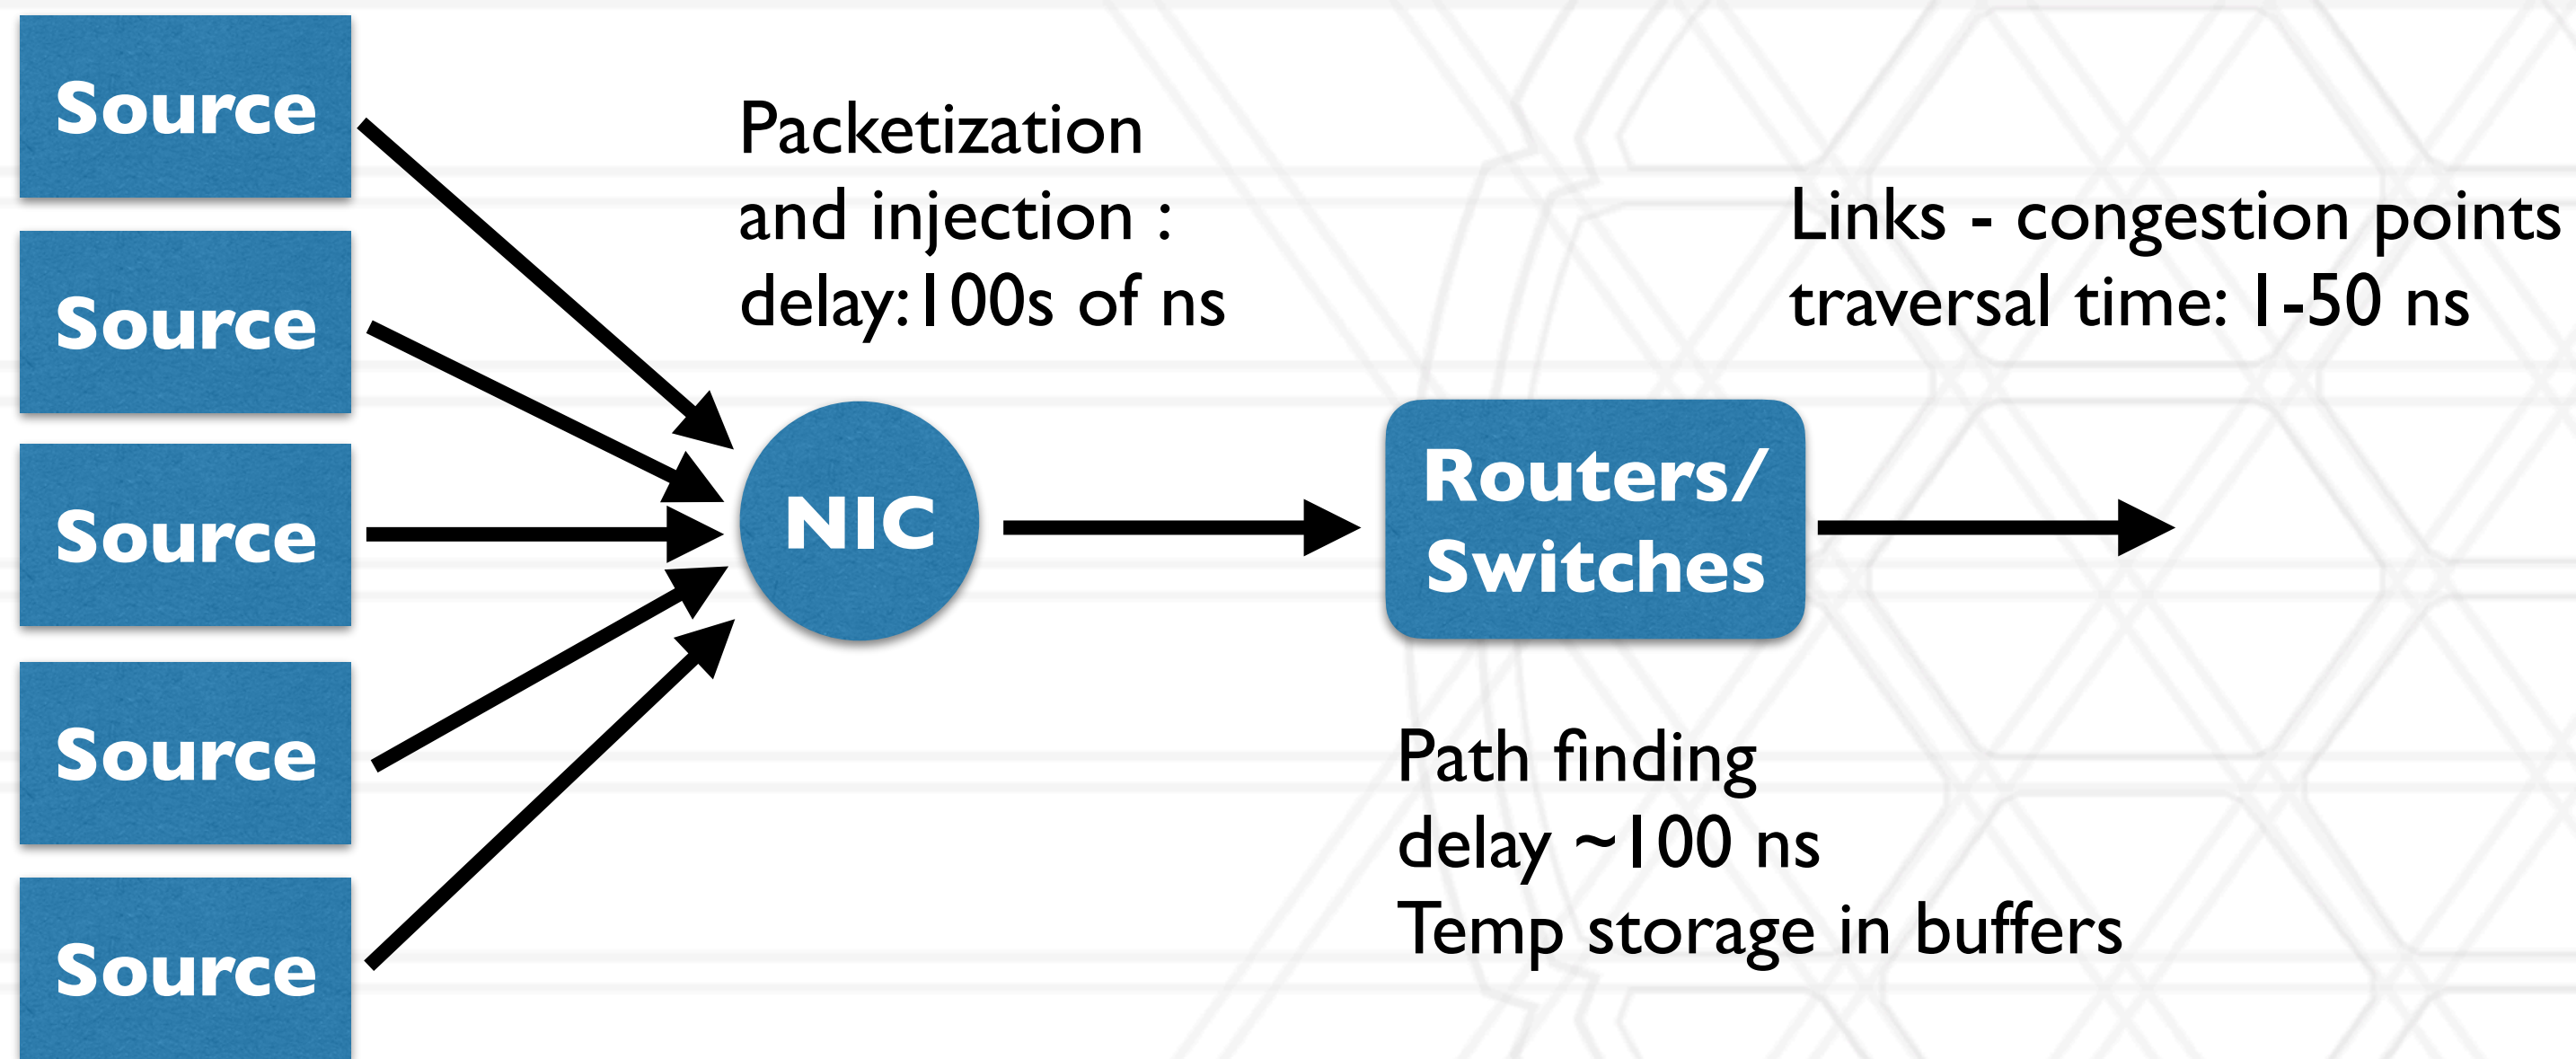 Source
Source
Source
Source
Source
Packetization
and injection :
delay:100s of ns
NIC
Routers/
Switches
Links - congestion points
traversal time: 1-50 ns
Path finding
delay ~100 ns
Temp storage in buffers